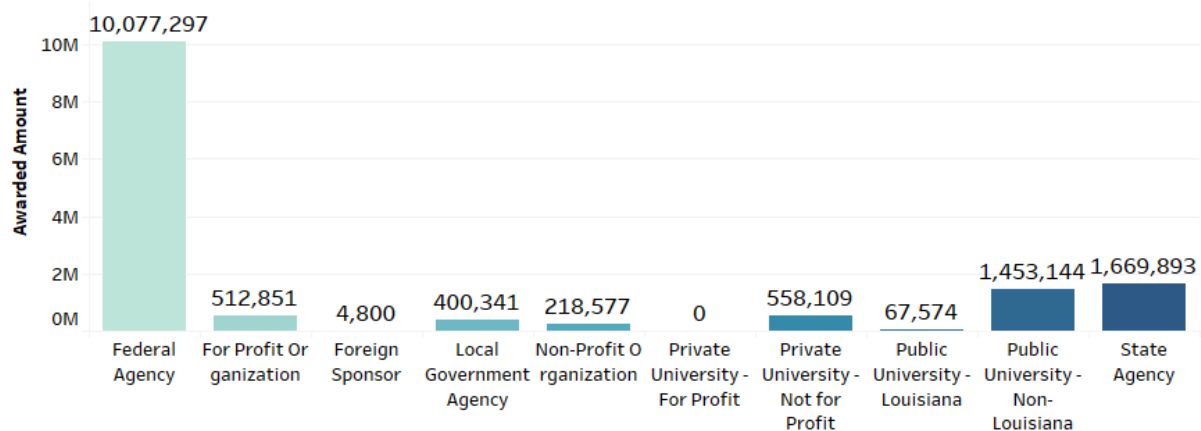 10,077,297
10M
8M
6M
4M
2M
0M
Awarded Amount
512,851
4,800
400,341
218,577
0
558,109
67,574
1,453,144
1,669,893
Federal
Agency
For Profit Or
ganization
Foreign
Sponsor
Local
Government
Agency
Non-Profit O
rganization
Private
University -
For Profit
Private
University -
Not for
Profit
Public
University -
Louisiana
Public
University -
Non-
Louisiana
State
Agency